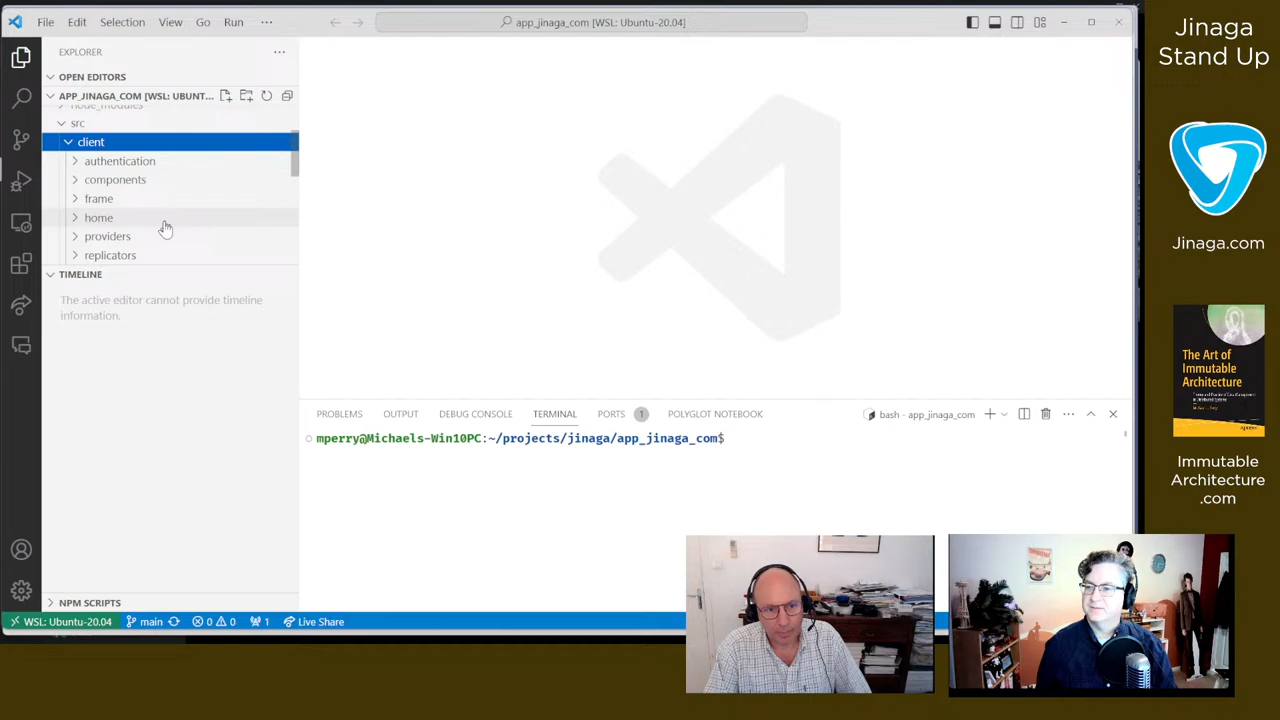 File Edit Selection View Go Run ···
app_jinaga_com [WSL: Ubuntu-20.04]
EXPLORER
OPEN EDITORS
APP_JINAGA_COM [WSL: UBUNT...
node_modules
src
client
authentication
components
frame
home
providers
replicators
TIMELINE
The active editor cannot provide timeline
information.
NPM SCRIPTS
PROBLEMS OUTPUT DEBUG CONSOLE TERMINAL PORTS 1 POLYGLOT NOTEBOOK
bash - app_jinaga_com
mperry@Michaels-Win10PC:~/projects/jinaga/app_jinaga_com$
WSL: Ubuntu-20.04 main 0 0 1 Live Share
Jinaga
Stand Up
Jinaga.com
The Art of
Immutable
Architecture
Immutable
Architecture
.com